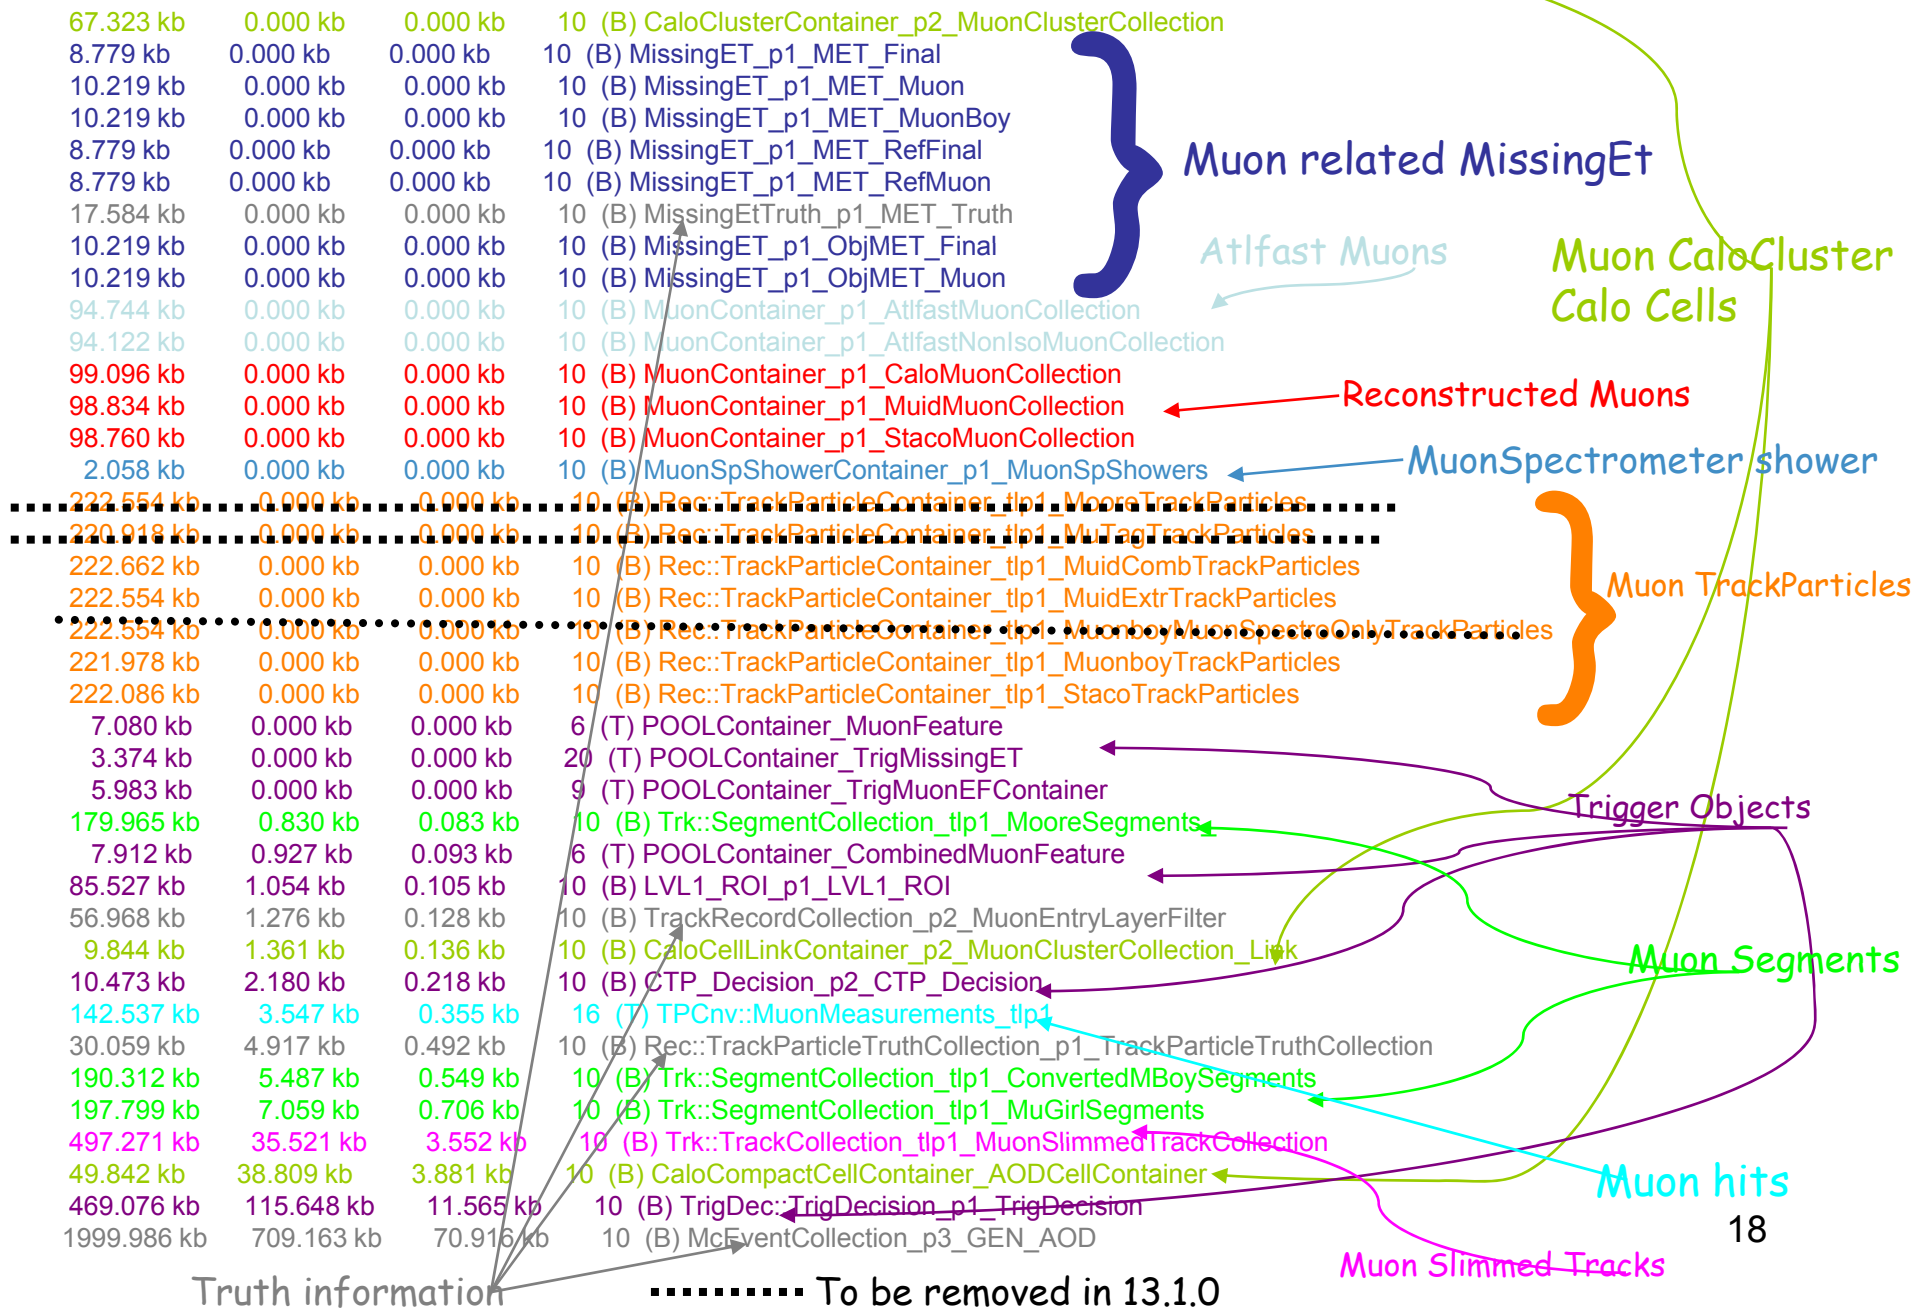 67.323 kb 0.000 kb 0.000 kb 10 (B) CaloClusterContainer_p2_MuonClusterCollection
8.779 kb 0.000 kb 0.000 kb 10 (B) MissingET_p1_MET_Final
10.219 kb 0.000 kb 0.000 kb 10 (B) MissingET_p1_MET_Muon
10.219 kb 0.000 kb 0.000 kb 10 (B) MissingET_p1_MET_MuonBoy
8.779 kb 0.000 kb 0.000 kb 10 (B) MissingET_p1_MET_RefFinal
8.779 kb 0.000 kb 0.000 kb 10 (B) MissingET_p1_MET_RefMuon
Muon related MissingEt
17.584 kb 0.000 kb 0.000 kb 10 (B) MissingEtTruth_p1_MET_Truth
10.219 kb 0.000 kb 0.000 kb 10 (B) MissingET_p1_ObjMET_Final
10.219 kb 0.000 kb 0.000 kb 10 (B) MissingET_p1_ObjMET_Muon
Atlfast Muons
Muon CaloCluster
Calo Cells
94.744 kb 0.000 kb 0.000 kb 10 (B) MuonContainer_p1_AtlfastMuonCollection
94.122 kb 0.000 kb 0.000 kb 10 (B) MuonContainer_p1_AtlfastNonIsoMuonCollection
99.096 kb 0.000 kb 0.000 kb 10 (B) MuonContainer_p1_CaloMuonCollection
98.834 kb 0.000 kb 0.000 kb 10 (B) MuonContainer_p1_MuidMuonCollection
98.760 kb 0.000 kb 0.000 kb 10 (B) MuonContainer_p1_StacoMuonCollection
Reconstructed Muons
2.058 kb 0.000 kb 0.000 kb 10 (B) MuonSpShowerContainer_p1_MuonSpShowers
MuonSpectrometer shower
222.554 kb 0.000 kb 0.000 kb 10 (B) Rec::TrackParticleContainer_tlp1_MooreTrackParticles
220.918 kb 0.000 kb 0.000 kb 10 (B) Rec::TrackParticleContainer_tlp1_MuTagTrackParticles
222.662 kb 0.000 kb 0.000 kb 10 (B) Rec::TrackParticleContainer_tlp1_MuidCombTrackParticles
222.554 kb 0.000 kb 0.000 kb 10 (B) Rec::TrackParticleContainer_tlp1_MuidExtrTrackParticles
222.554 kb 0.000 kb 0.000 kb 10 (B) Rec::TrackParticleContainer_tlp1_MuonboyMuonSpectroOnlyTrackParticles
221.978 kb 0.000 kb 0.000 kb 10 (B) Rec::TrackParticleContainer_tlp1_MuonboyTrackParticles
222.086 kb 0.000 kb 0.000 kb 10 (B) Rec::TrackParticleContainer_tlp1_StacoTrackParticles
Muon TrackParticles
7.080 kb 0.000 kb 0.000 kb 6 (T) POOLContainer_MuonFeature
3.374 kb 0.000 kb 0.000 kb 20 (T) POOLContainer_TrigMissingET
5.983 kb 0.000 kb 0.000 kb 9 (T) POOLContainer_TrigMuonEFContainer
Trigger Objects
179.965 kb 0.830 kb 0.083 kb 10 (B) Trk::SegmentCollection_tlp1_MooreSegments_
7.912 kb 0.927 kb 0.093 kb 6 (T) POOLContainer_CombinedMuonFeature
85.527 kb 1.054 kb 0.105 kb 10 (B) LVL1_ROI_p1_LVL1_ROI
56.968 kb 1.276 kb 0.128 kb 10 (B) TrackRecordCollection_p2_MuonEntryLayerFilter
9.844 kb 1.361 kb 0.136 kb 10 (B) CaloCellLinkContainer_p2_MuonClusterCollection_Link
10.473 kb 2.180 kb 0.218 kb 10 (B) CTP_Decision_p2_CTP_Decision
Muon Segments
142.537 kb 3.547 kb 0.355 kb 16 (T) TPCnv::MuonMeasurements_tlp1
30.059 kb 4.917 kb 0.492 kb 10 (B) Rec::TrackParticleTruthCollection_p1_TrackParticleTruthCollection
190.312 kb 5.487 kb 0.549 kb 10 (B) Trk::SegmentCollection_tlp1_ConvertedMBoySegments
197.799 kb 7.059 kb 0.706 kb 10 (B) Trk::SegmentCollection_tlp1_MuGirlSegments
497.271 kb 35.521 kb 3.552 kb 10 (B) Trk::TrackCollection_tlp1_MuonSlimmedTrackCollection
49.842 kb 38.809 kb 3.881 kb 10 (B) CaloCompactCellContainer_AODCellContainer
Muon hits
469.076 kb 115.648 kb 11.565 kb 10 (B) TrigDec::TrigDecision_p1_TrigDecision
1999.986 kb 709.163 kb 70.916 kb 10 (B) McEventCollection_p3_GEN_AOD
18
Muon Slimmed Tracks
Truth information
To be removed in 13.1.0